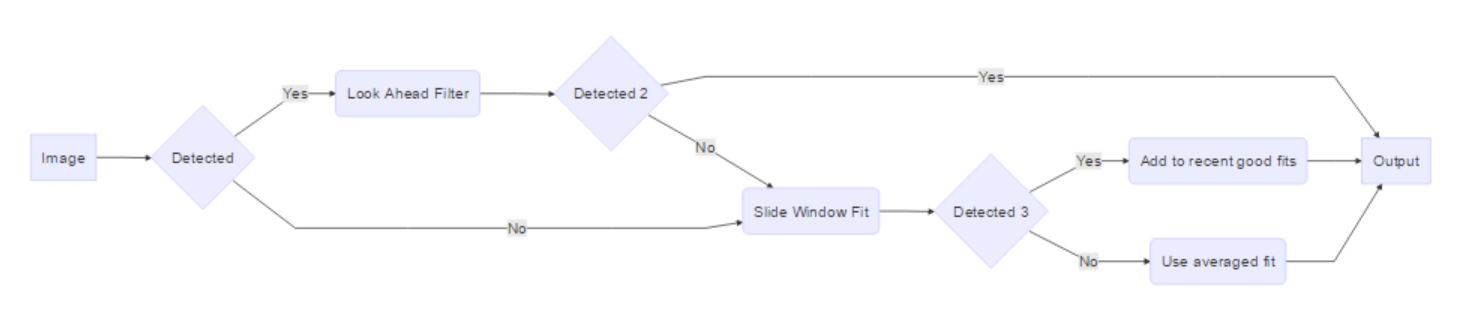 Image
Detected
Yes
Look Ahead Filter
Detected 2
Yes
No
No
Slide Window Fit
Detected 3
Yes
Add to recent good fits
No
Use averaged fit
Output